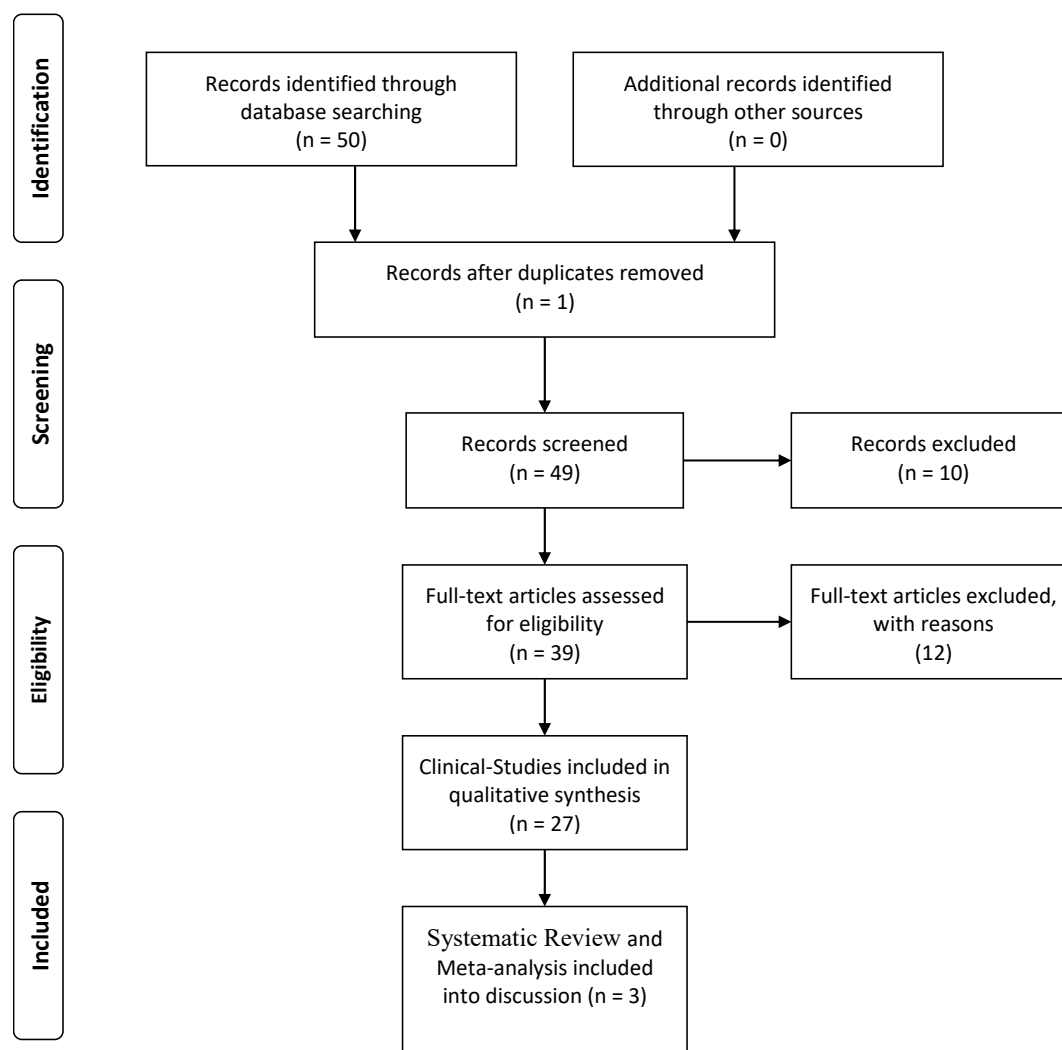 Identification
Records identified through
database searching
(n = 50)
Additional records identified
through other sources
(n = 0)
Records after duplicates removed
(n = 1)
Screening
Records screened
(n = 49)
Records excluded
(n = 10)
Eligibility
Full-text articles assessed
for eligibility
(n = 39)
Full-text articles excluded,
with reasons
(12)
Clinical-Studies included in
qualitative synthesis
(n = 27)
Included
Systematic Review and
Meta-analysis included
into discussion (n = 3)